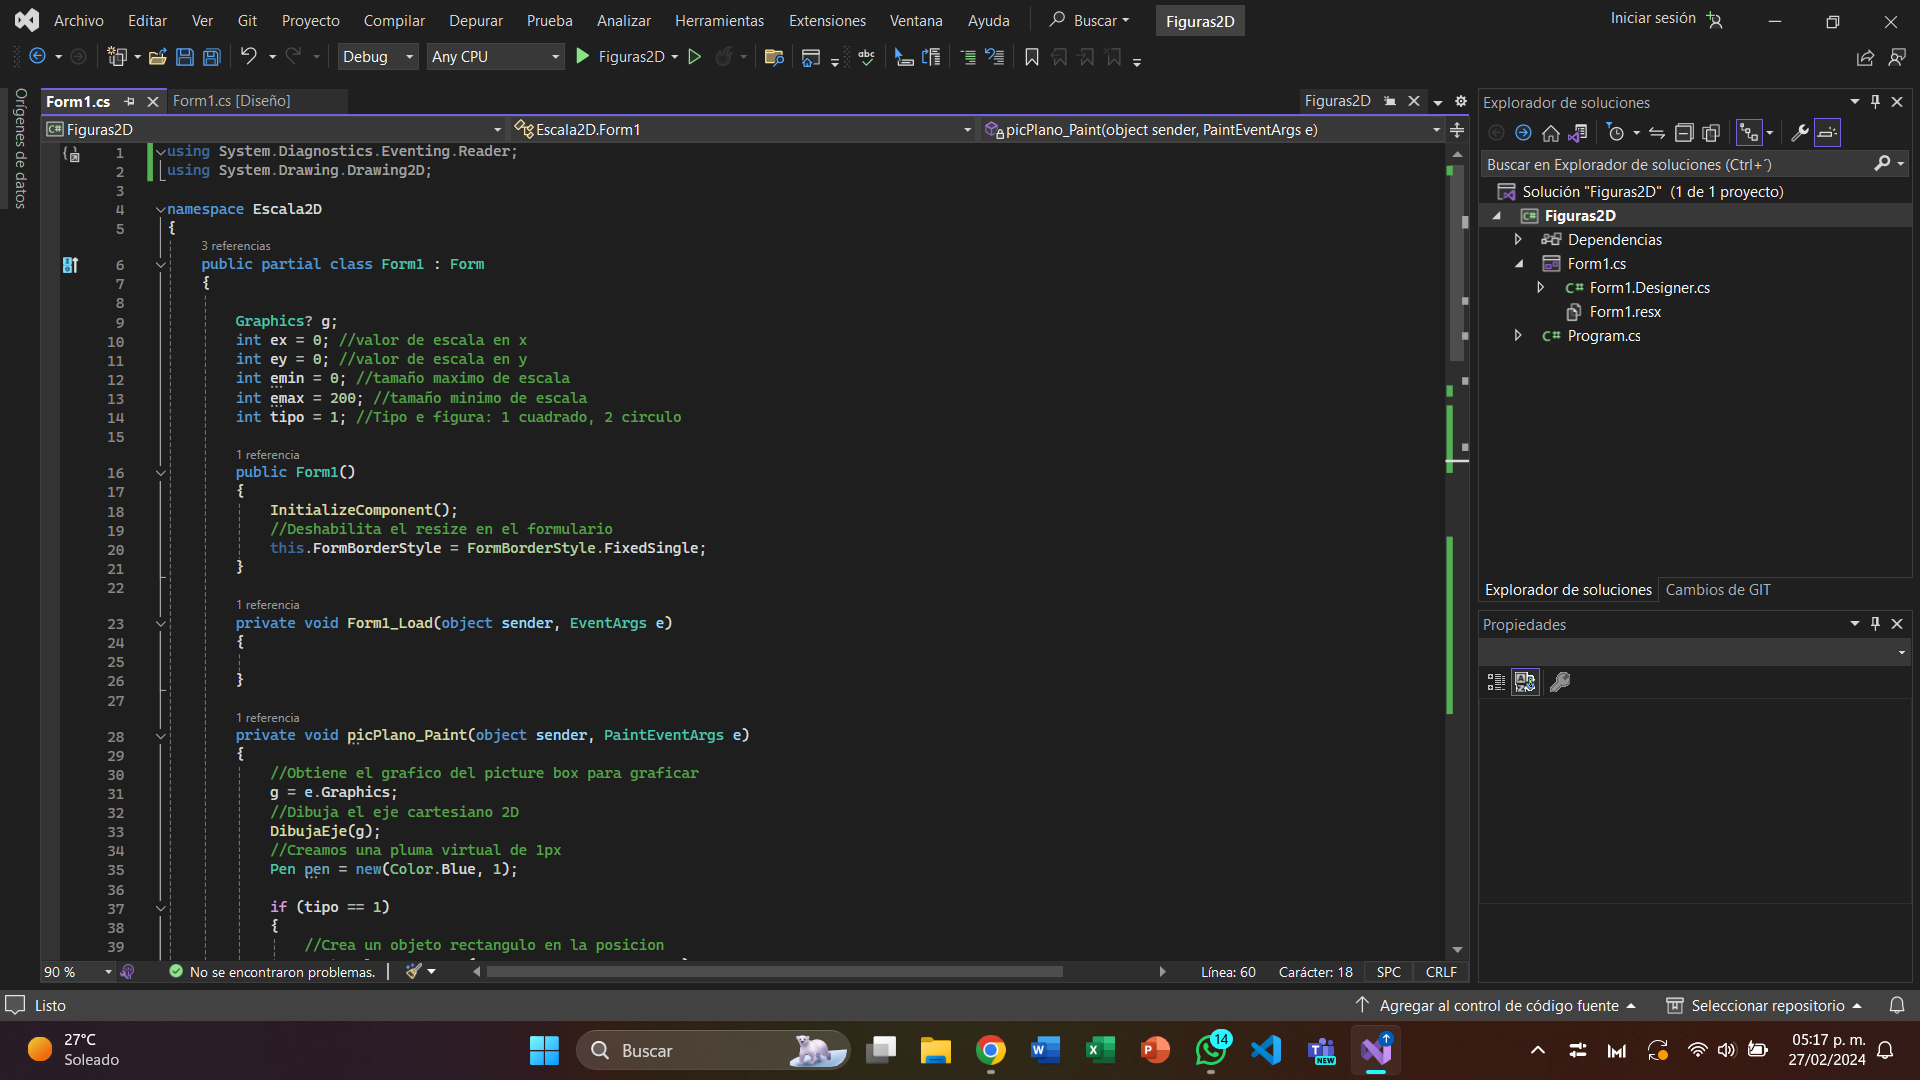 Archivo Editar Ver Git Proyecto Compilar Depurar Prueba Analizar Herramientas Extensiones Ventana Ayuda Buscar Figuras2D Iniciar sesión
Debug Any CPU Figuras2D
Orígenes de datos
Form1.cs Form1.cs [Diseño] Figuras2D
Figuras2D Escala2D.Form1 picPlano_Paint(object sender, PaintEventArgs e)
1 using System.Diagnostics.Eventing.Reader;
2 using System.Drawing.Drawing2D;
3
4 namespace Escala2D
5 {
3 referencias
6 public partial class Form1 : Form
7 {
8
9 Graphics? g;
10 int ex = 0; //valor de escala en x
11 int ey = 0; //valor de escala en y
12 int emin = 0; //tamaño maximo de escala
13 int emax = 200; //tamaño minimo de escala
14 int tipo = 1; //Tipo e figura: 1 cuadrado, 2 circulo
15
1 referencia
16 public Form1()
17 {
18 InitializeComponent();
19 //Deshabilita el resize en el formulario
20 this.FormBorderStyle = FormBorderStyle.FixedSingle;
21 }
22
1 referencia
23 private void Form1_Load(object sender, EventArgs e)
24 {
25
26 }
27
1 referencia
28 private void picPlano_Paint(object sender, PaintEventArgs e)
29 {
30 //Obtiene el grafico del picture box para graficar
31 g = e.Graphics;
32 //Dibuja el eje cartesiano 2D
33 DibujaEje(g);
34 //Creamos una pluma virtual de 1px
35 Pen pen = new(Color.Blue, 1);
36
37 if (tipo == 1)
38 {
39 //Crea un objeto rectangulo en la posicion
90 % No se encontraron problemas. Línea: 60 Carácter: 18 SPC CRLF
Explorador de soluciones
Buscar en Explorador de soluciones (Ctrl+´)
Solución "Figuras2D" (1 de 1 proyecto)
Figuras2D
Dependencias
Form1.cs
C# Form1.Designer.cs
Form1.resx
C# Program.cs
Explorador de soluciones Cambios de GIT
Propiedades
Listo Agregar al control de código fuente Seleccionar repositorio
27°C
Soleado
Buscar
14
NEW
05:17 p. m.
27/02/2024